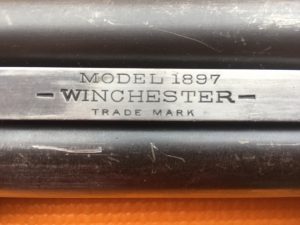 MODEL 1897
- WINCHESTER -
TRADE MARK